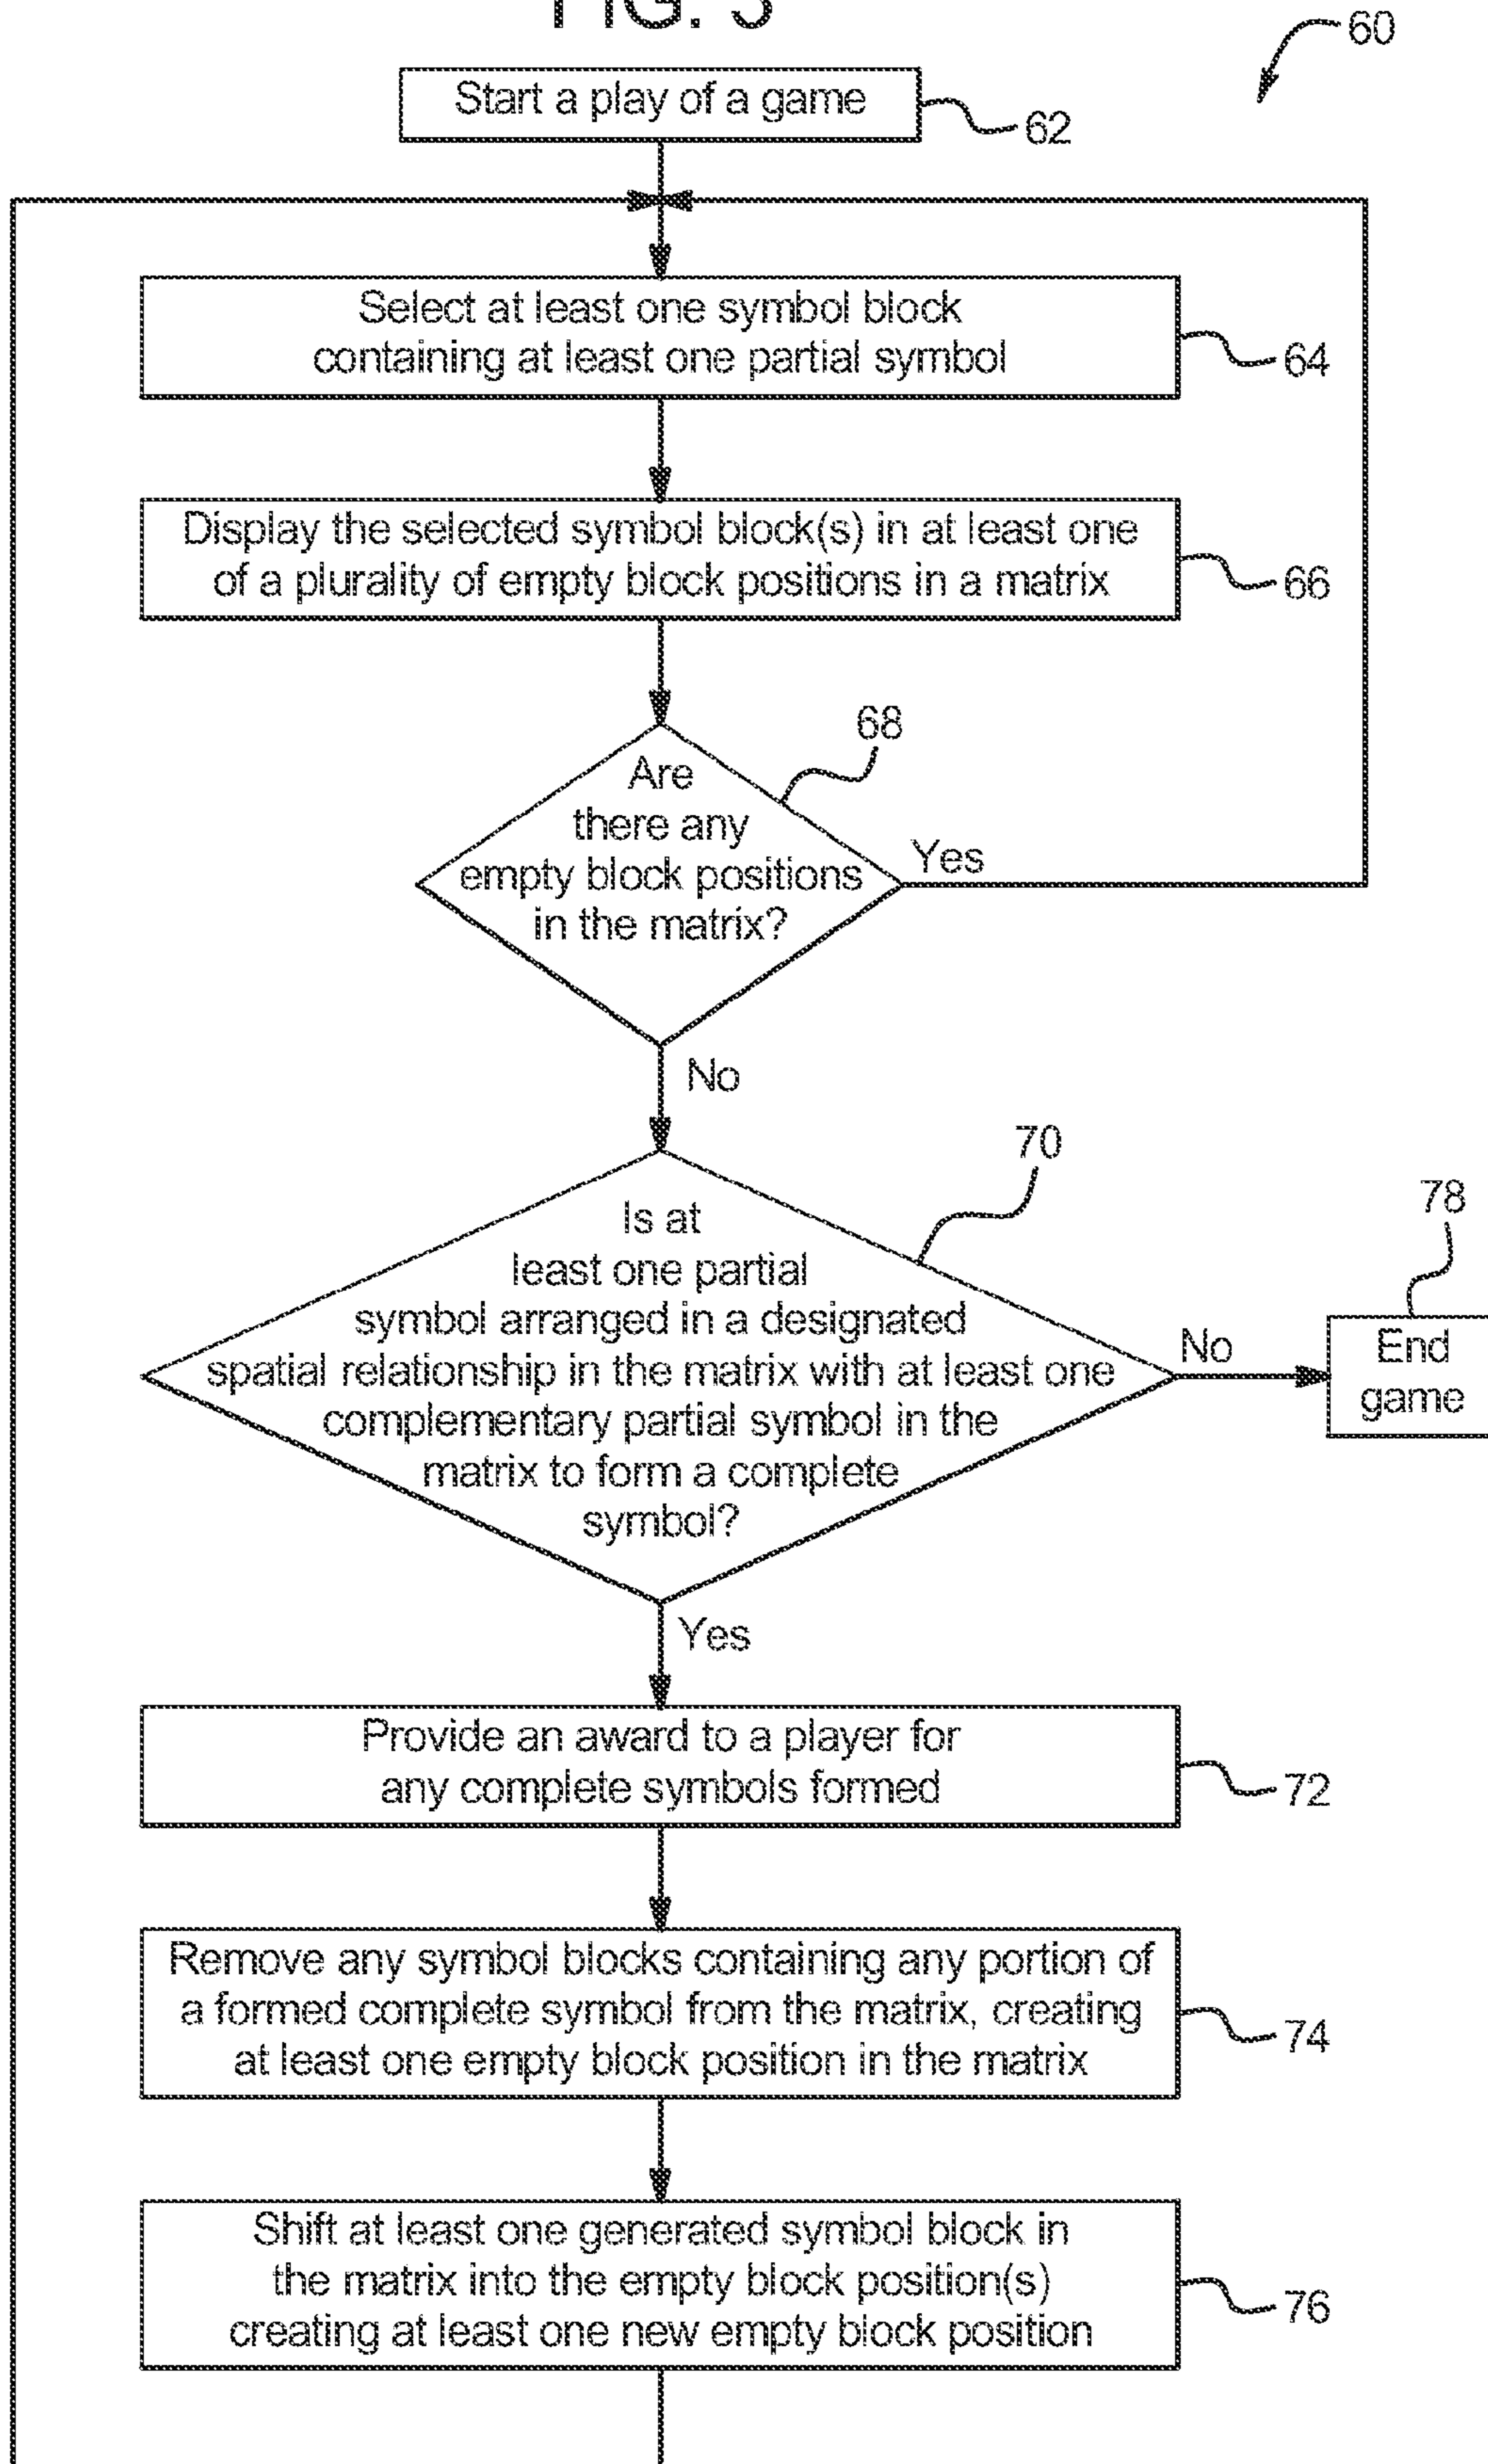 FIG. 3
60
Start a play of a game
62
Select at least one symbol block
containing at least one partial symbol
64
Display the selected symbol block(s) in at least one
of a plurality of empty block positions in a matrix
66
68
Are
there any
empty block positions
in the matrix?
Yes
No
70
Is at
least one partial
symbol arranged in a designated
spatial relationship in the matrix with at least one
complementary partial symbol in the
matrix to form a complete
symbol?
No
78
End
game
Yes
Provide an award to a player for
any complete symbols formed
72
Remove any symbol blocks containing any portion of
a formed complete symbol from the matrix, creating
at least one empty block position in the matrix
74
Shift at least one generated symbol block in
the matrix into the empty block position(s)
creating at least one new empty block position
76